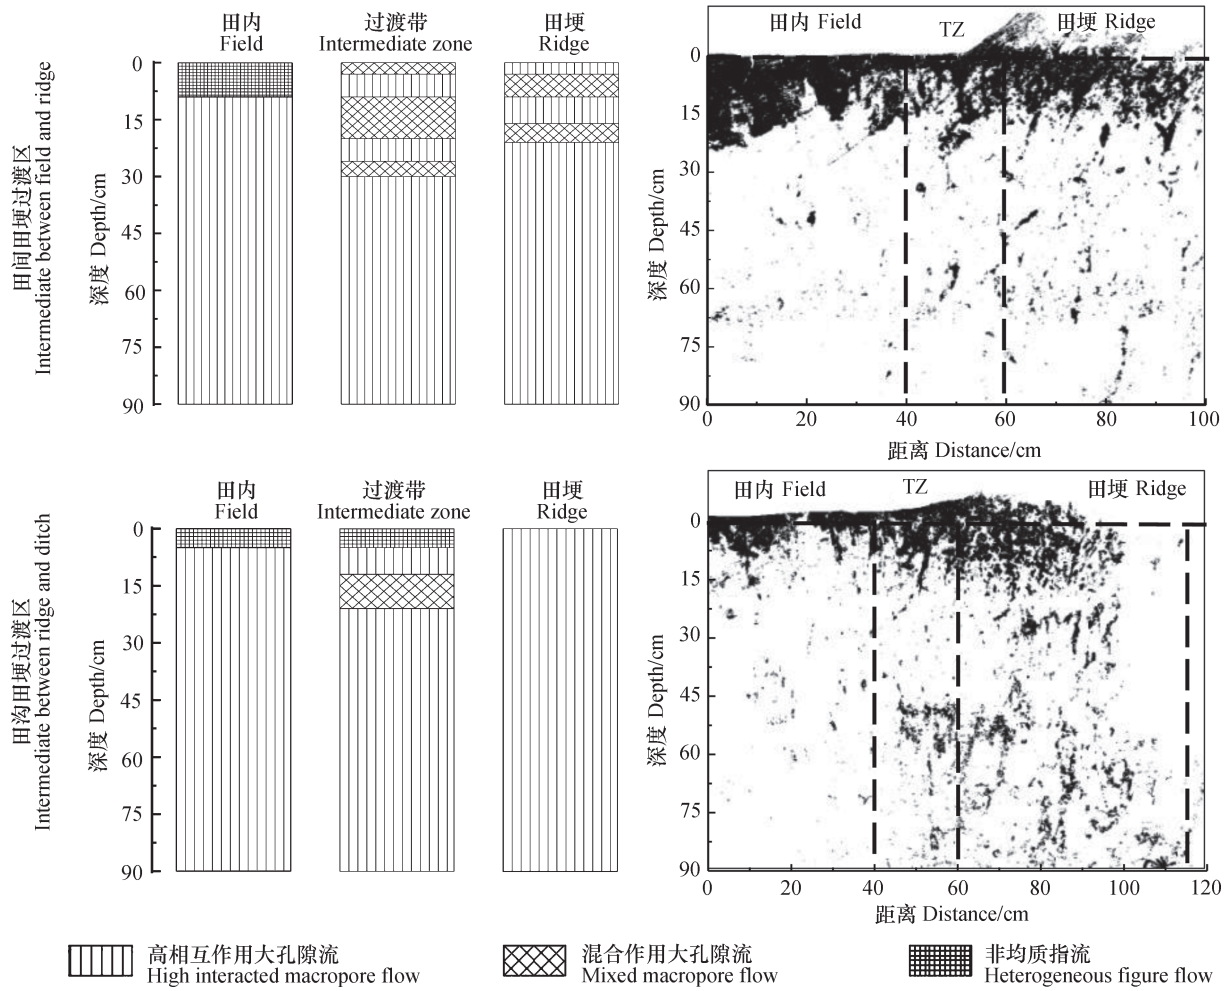 田内
Field
过渡带
Intermediate zone
田埂
Ridge
田间田埂过渡区
Intermediate between field and ridge
深度 Depth/cm
0
15
30
45
60
75
90
田内 Field
TZ
田埂 Ridge
深度 Depth/cm
0
15
30
45
60
75
90
0 20 40 60 80 100
距离 Distance/cm
田内
Field
过渡带
Intermediate zone
田埂
Ridge
田沟田埂过渡区
Intermediate between ridge and ditch
深度 Depth/cm
0
15
30
45
60
75
90
田内 Field
TZ
田埂 Ridge
深度 Depth/cm
0
15
30
45
60
75
90
0 20 40 60 80 100 120
距离 Distance/cm
高相互作用大孔隙流
High interacted macropore flow
混合作用大孔隙流
Mixed macropore flow
非均质指流
Heterogeneous figure flow